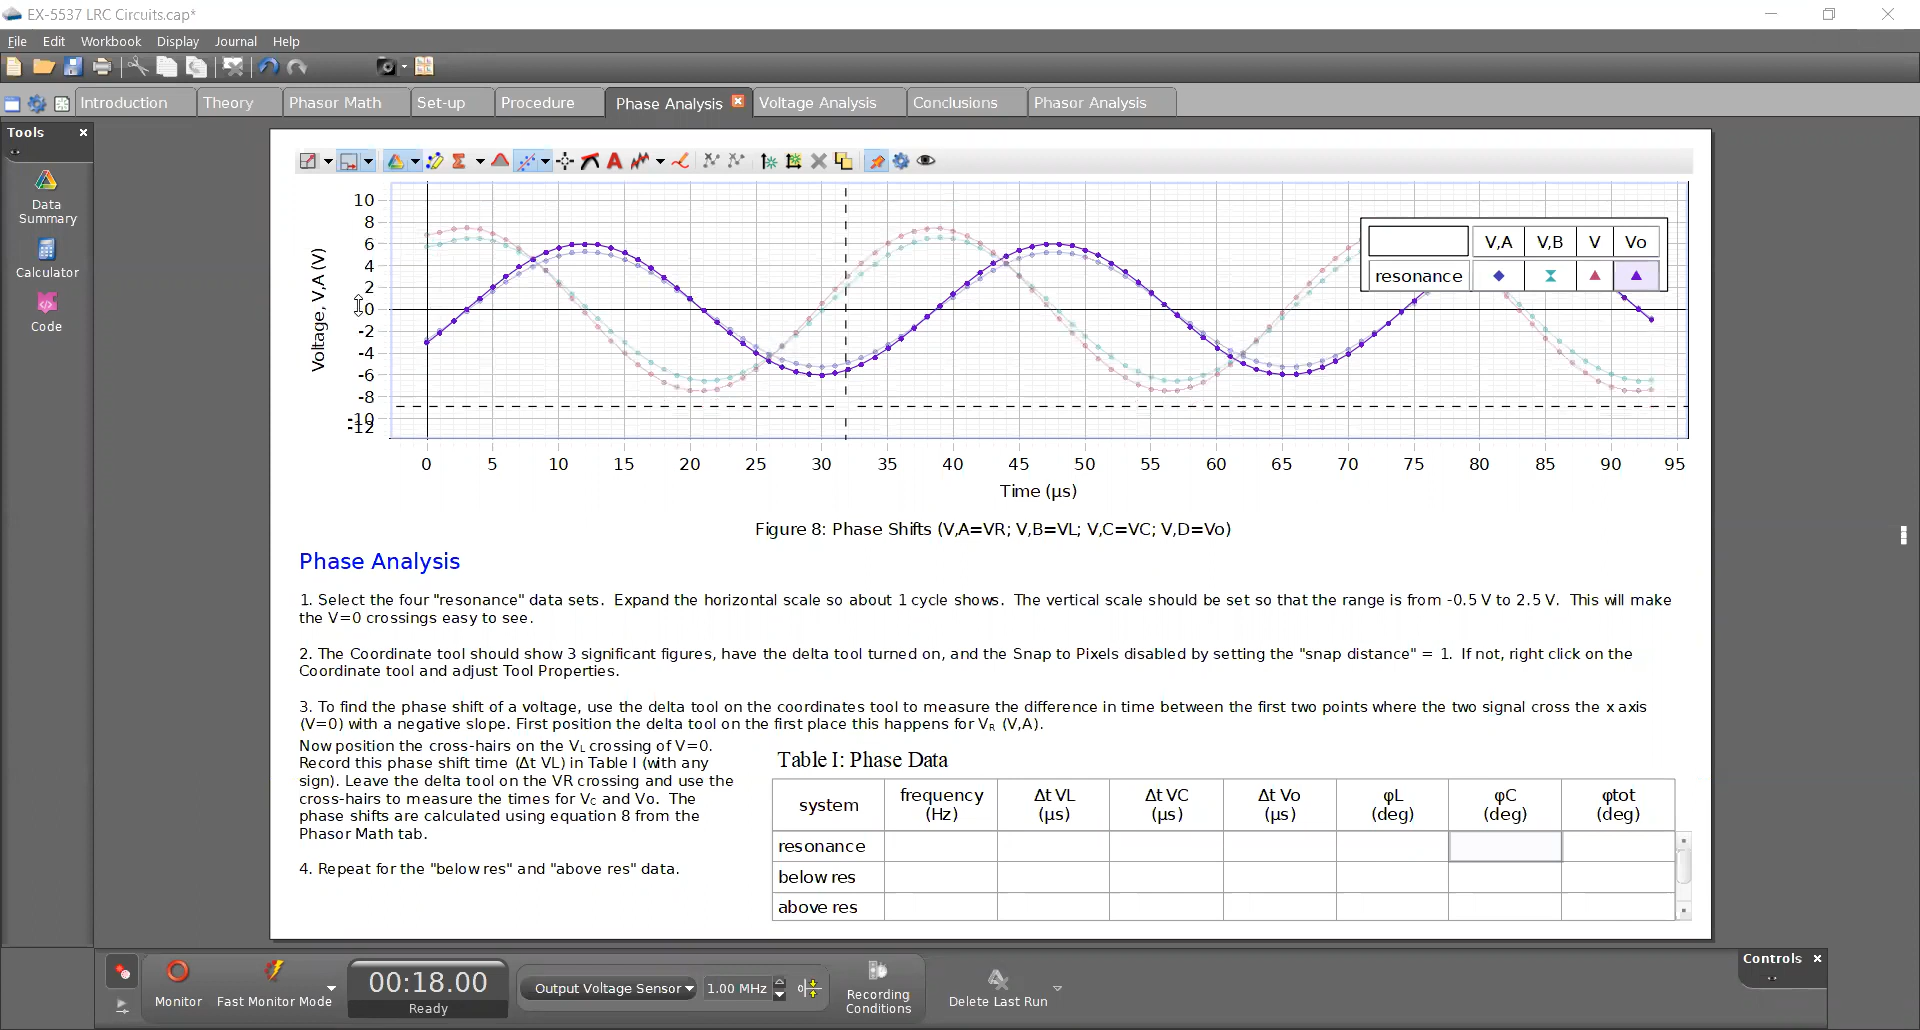 EX-5537 LRC Circuits.cap*
File Edit Workbook Display Journal Help
Introduction Theory Phasor Math Set-up Procedure Phase Analysis Voltage Analysis Conclusions Phasor Analysis
Tools
Data
Summary
Calculator
Code
Voltage, V,A (V)
10
8
6
4
2
0
-2
-4
-6
-8
-10
-12
V,A V,B V Vo
resonance
0 5 10 15 20 25 30 35 40 45 50 55 60 65 70 75 80 85 90 95
Time (μs)
Figure 8: Phase Shifts (V,A=VR; V,B=VL; V,C=VC; V,D=Vo)
Phase Analysis
1. Select the four "resonance" data sets. Expand the horizontal scale so about 1 cycle shows. The vertical scale should be set so that the range is from -0.5 V to 2.5 V. This will make
the V=0 crossings easy to see.
2. The Coordinate tool should show 3 significant figures, have the delta tool turned on, and the Snap to Pixels disabled by setting the "snap distance" = 1. If not, right click on the
Coordinate tool and adjust Tool Properties.
3. To find the phase shift of a voltage, use the delta tool on the coordinates tool to measure the difference in time between the first two points where the two signal cross the x axis
(V=0) with a negative slope. First position the delta tool on the first place this happens for VR (V,A).
Now position the cross-hairs on the VL crossing of V=0.
Record this phase shift time (Δt VL) in Table I (with any
sign). Leave the delta tool on the VR crossing and use the
cross-hairs to measure the times for VC and Vo. The
phase shifts are calculated using equation 8 from the
Phasor Math tab.
4. Repeat for the "below res" and "above res" data.
Table I: Phase Data
system frequency (Hz) Δt VL (μs) Δt VC (μs) Δt Vo (μs) φL (deg) φC (deg) φtot (deg)
resonance
below res
above res
Monitor
Fast Monitor Mode
00:18.00
Ready
Output Voltage Sensor
1.00 MHz
Recording
Conditions
Delete Last Run
Controls